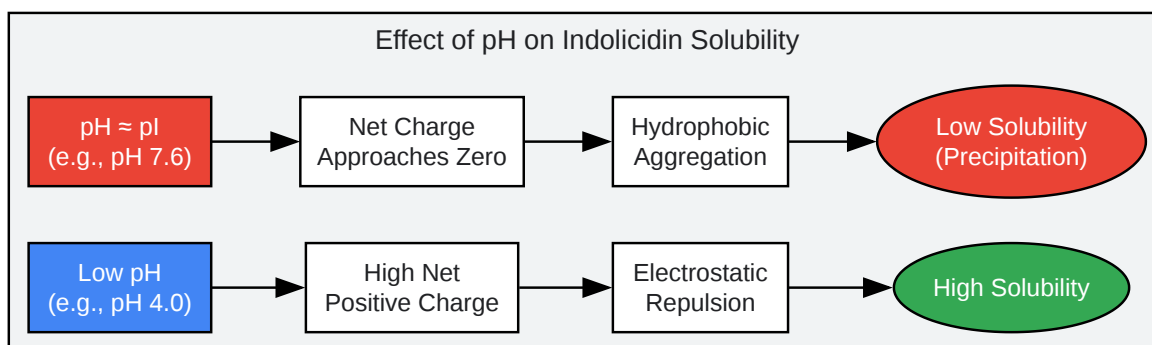 Effect of pH on Indolicidin Solubility
pH ≈ pI
(e.g., pH 7.6)
Net Charge
Approaches Zero
Hydrophobic
Aggregation
Low Solubility
(Precipitation)
Low pH
(e.g., pH 4.0)
High Net
Positive Charge
Electrostatic
Repulsion
High Solubility